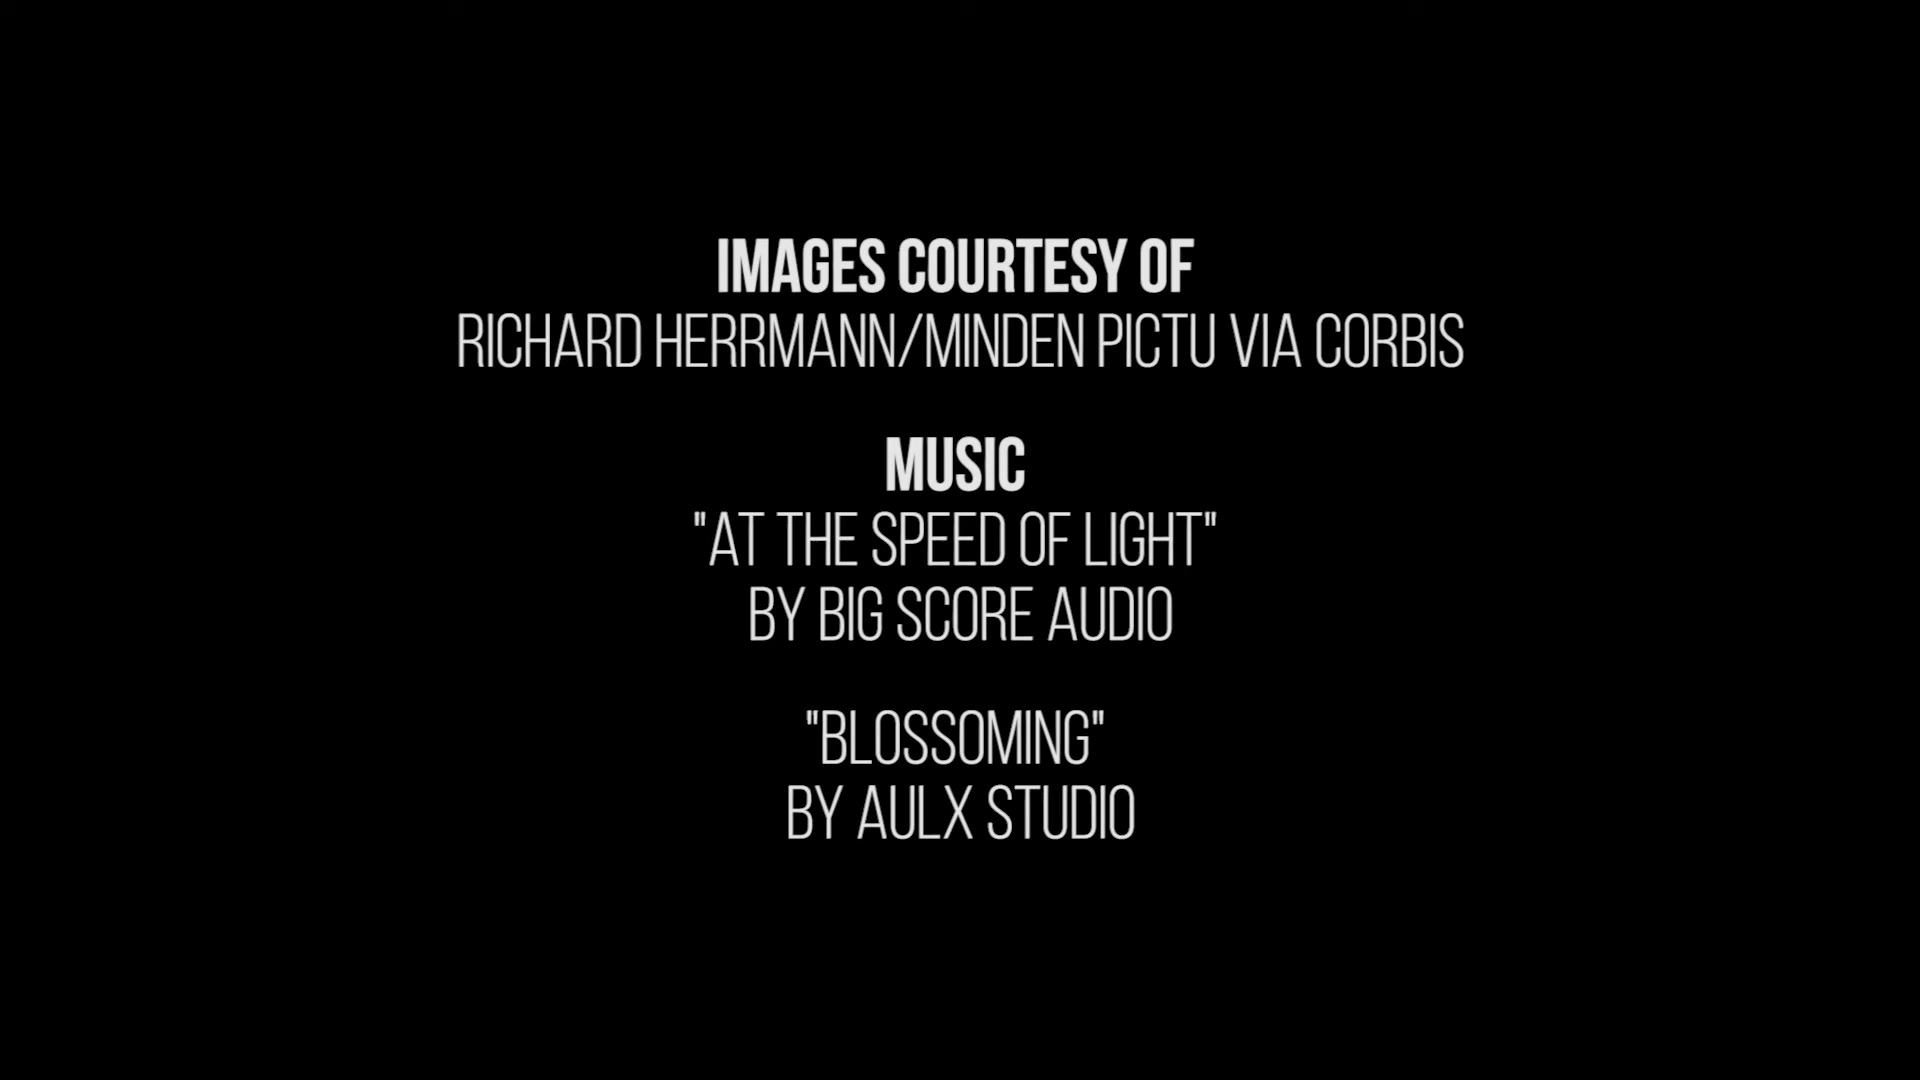 IMAGES COURTESY OF
RICHARD HERRMANN/MINDEN PICTU VIA CORBIS
MUSIC
"AT THE SPEED OF LIGHT"
BY BIG SCORE AUDIO
"BLOSSOMING"
BY AULX STUDIO